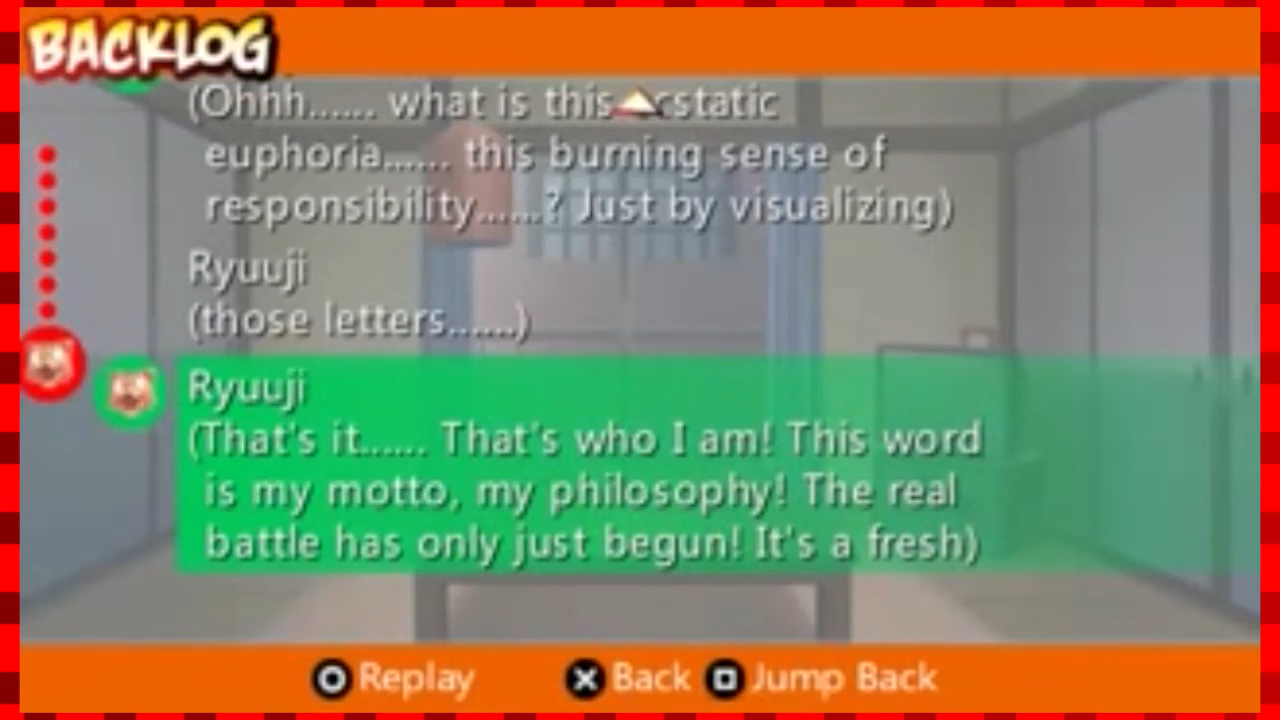 BACKLOG
(Ohhh...... what is this ecstatic
euphoria...... this burning sense of
responsibility......? Just by visualizing)
Ryuuji
(those letters.......)
Ryuuji
(That's it...... That's who I am! This word
is my motto, my philosophy! The real
battle has only just begun! It's a fresh)
Replay Back Jump Back